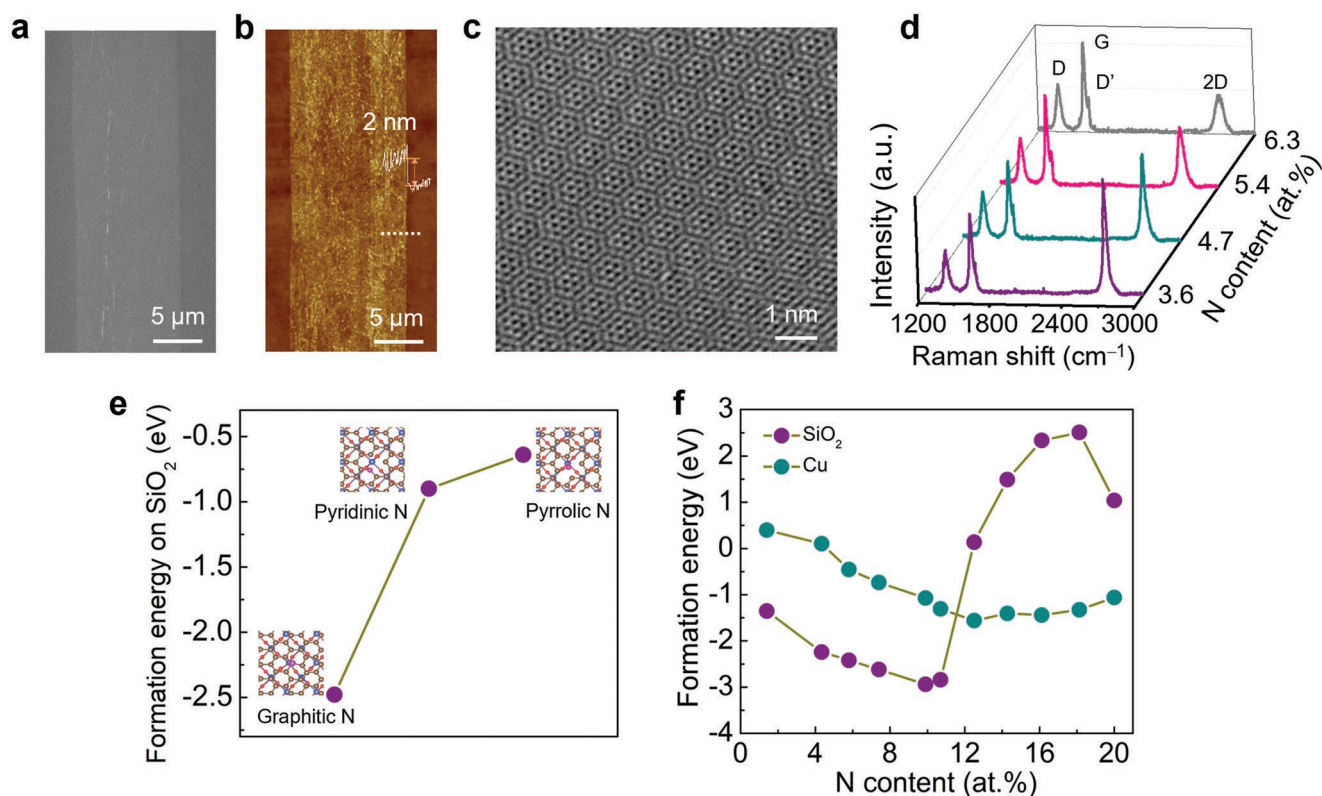 a
5 µm
b
2 nm
5 µm
c
1 nm
d
G
D
D'
2D
Intensity (a.u.)
6.3
5.4
4.7
3.6
N content (at.%)
1200 1800 2400 3000
Raman shift (cm⁻¹)
e
Formation energy on SiO₂ (eV)
-0.5
-1.0
-1.5
-2.0
-2.5
Pyridinic N
Pyrrolic N
Graphitic N
f
SiO₂
Cu
Formation energy (eV)
3
2
1
0
-1
-2
-3
-4
0 4 8 12 16 20
N content (at.%)